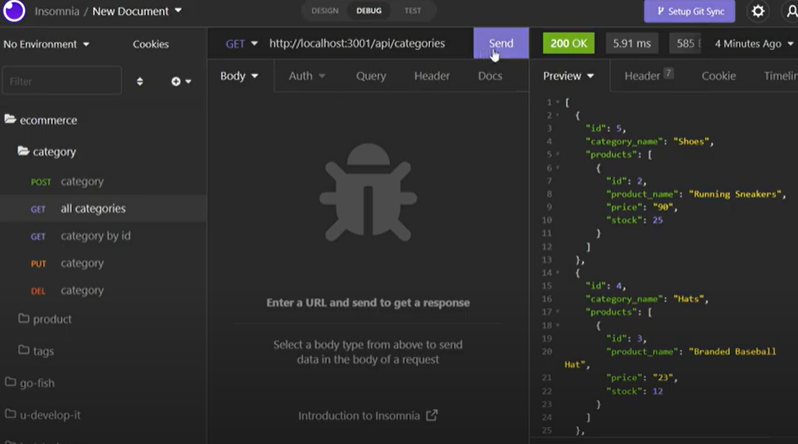 Insomnia / New Document
DESIGN DEBUG TEST
Setup Git Sync
No Environment Cookies
GET http://localhost:3001/api/categories Send
200 OK 5.91 ms 585 4 Minutes Ago
Filter
Body Auth Query Header Docs
Preview Header 7 Cookie Timelin
ecommerce
category
POST category
GET all categories
GET category by id
PUT category
DEL category
product
tags
go-fish
u-develop-it
Enter a URL and send to get a response
Select a body type from above to send
data in the body of a request
Introduction to Insomnia
1 [
2 {
3 "id": 5,
4 "category_name": "Shoes",
5 "products": [
6 {
7 "id": 2,
8 "product_name": "Running Sneakers",
9 "price": "90",
10 "stock": 25
11 }
12 ]
13 },
14 {
15 "id": 4,
16 "category_name": "Hats",
17 "products": [
18 {
19 "id": 3,
20 "product_name": "Branded Baseball
Hat",
21 "price": "23",
22 "stock": 12
23 }
24 ]
25 },